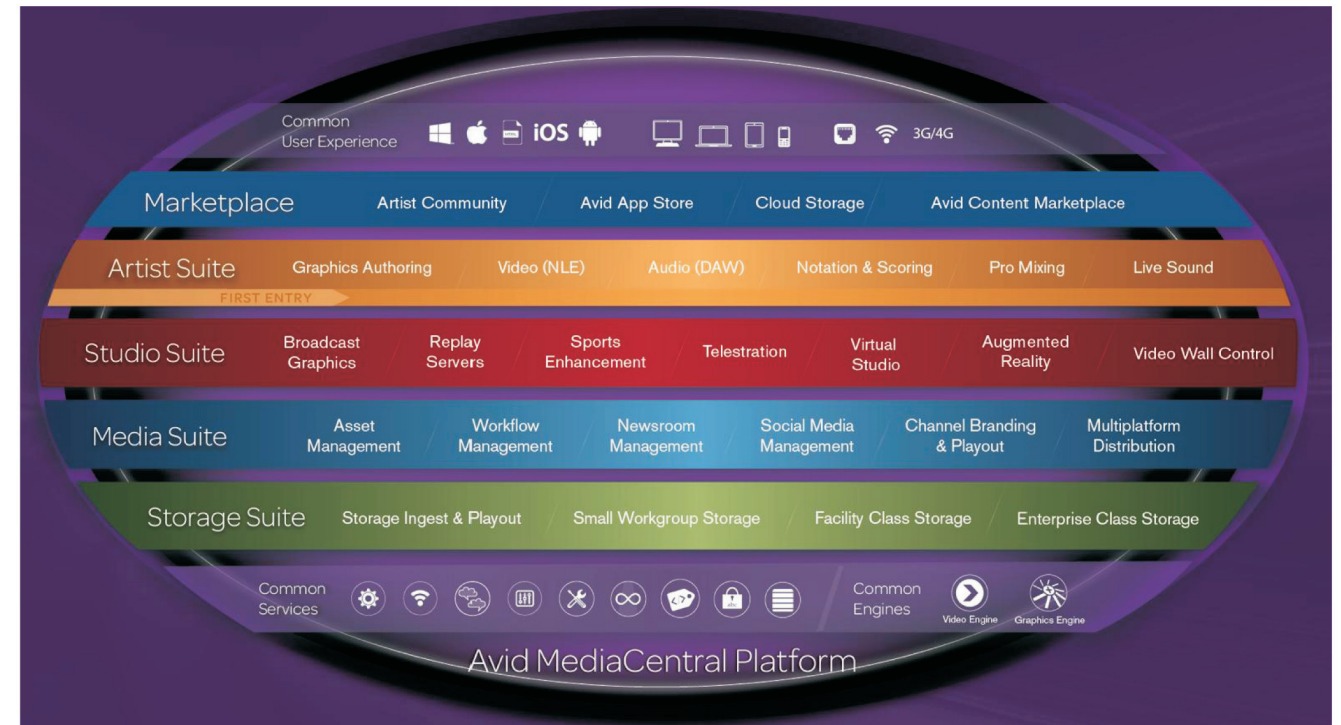 Common
User Experience
iOS
3G/4G
Marketplace
Artist Community
Avid App Store
Cloud Storage
Avid Content Marketplace
Artist Suite
Graphics Authoring
Video (NLE)
Audio (DAW)
Notation & Scoring
Pro Mixing
Live Sound
FIRST ENTRY
Studio Suite
Broadcast
Graphics
Replay
Servers
Sports
Enhancement
Telestration
Virtual
Studio
Augmented
Reality
Video Wall Control
Media Suite
Asset
Management
Workflow
Management
Newsroom
Management
Social Media
Management
Channel Branding
& Playout
Multiplatform
Distribution
Storage Suite
Storage Ingest & Playout
Small Workgroup Storage
Facility Class Storage
Enterprise Class Storage
Common
Services
Common
Engines
Video Engine
Graphics Engine
Avid MediaCentral Platform